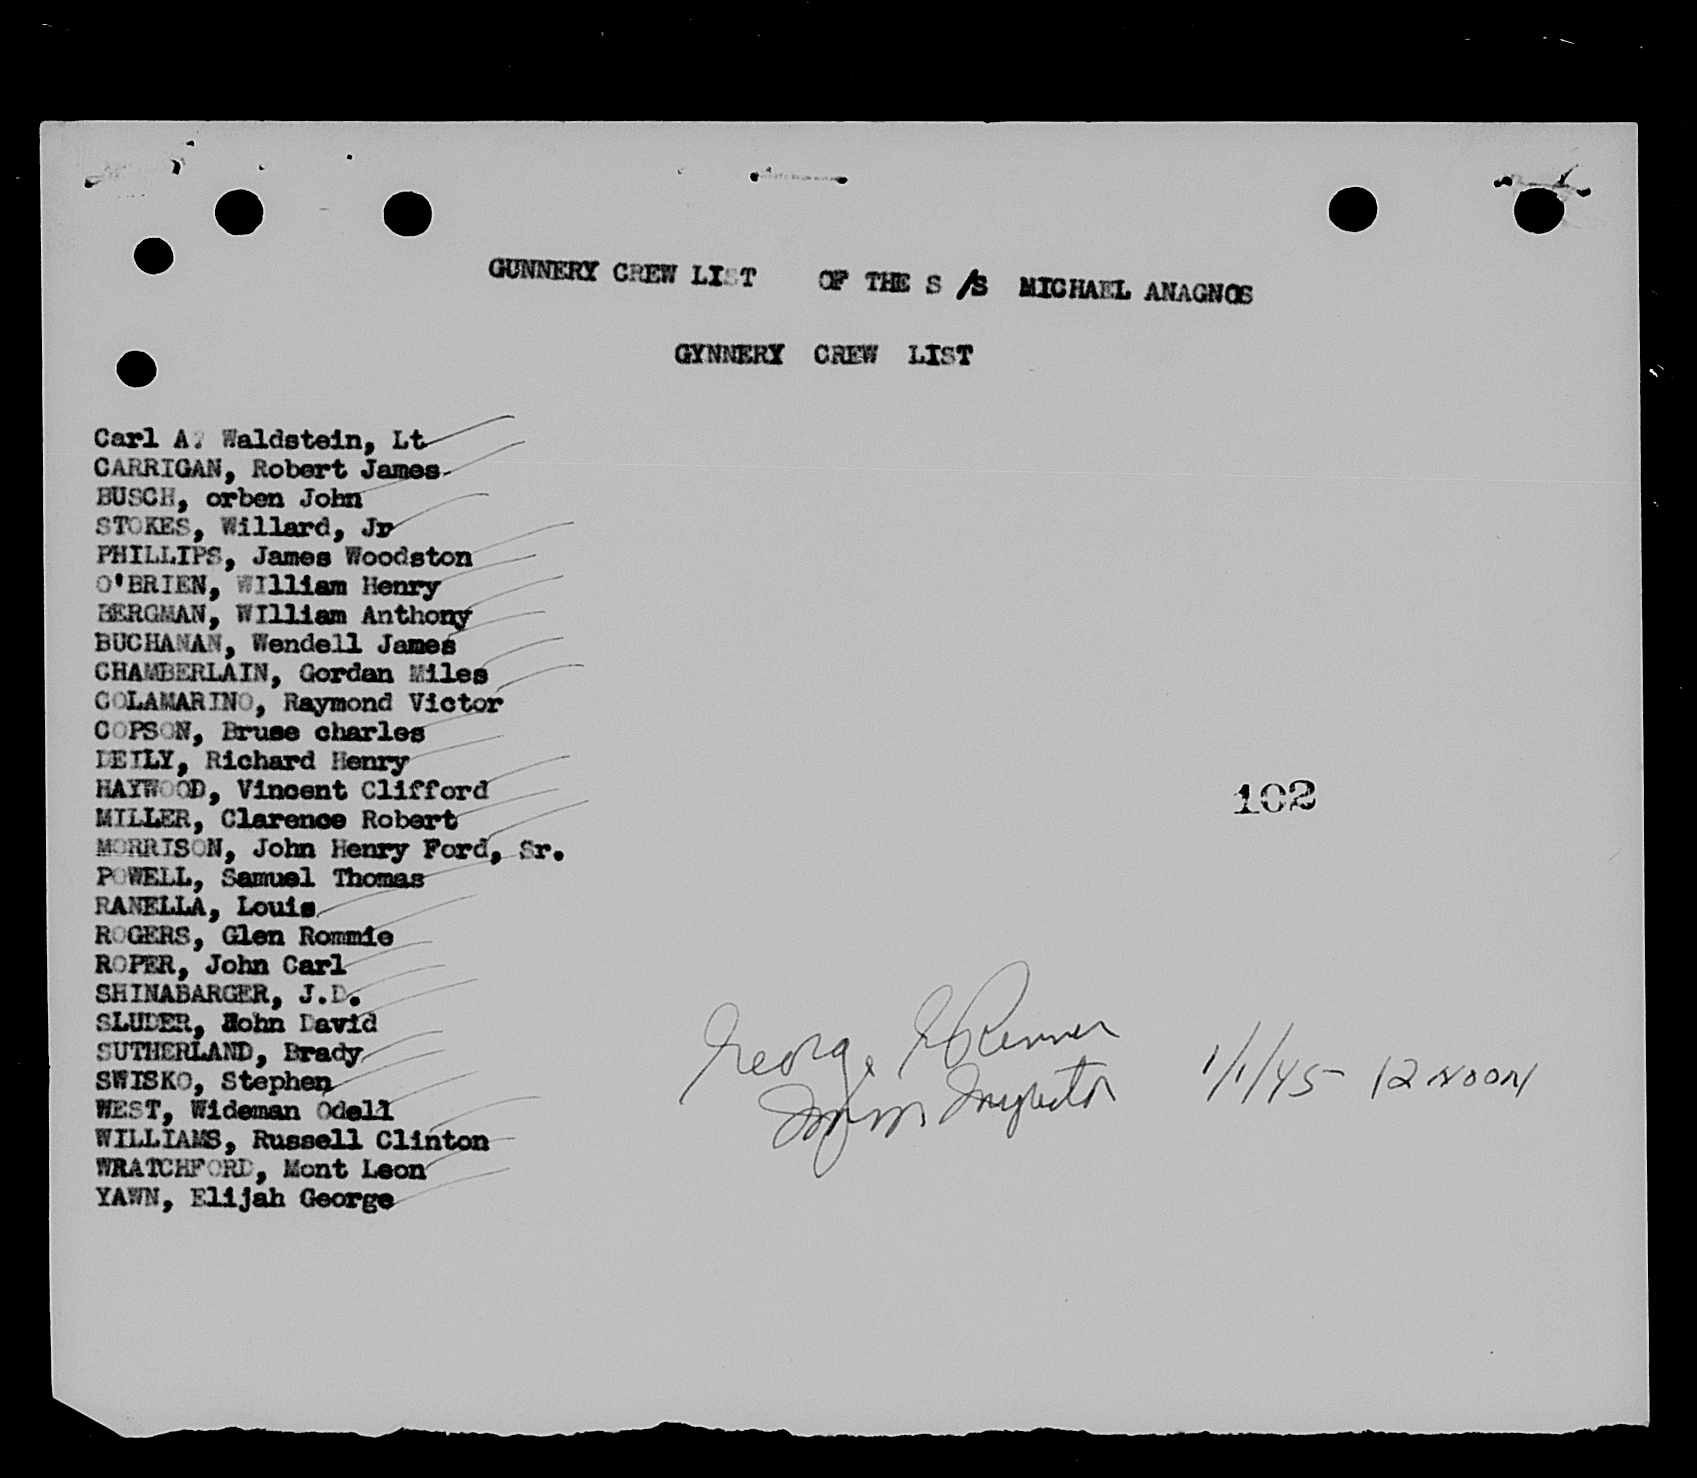 GUNNERY CREW LIST OF THE S /S MICHAEL ANAGNOS
GYNNERY CREW LIST
Carl A. Waldstein, Lt
CARRIGAN, Robert James
BUSCH, orben John
STOKES, Willard, Jr
PHILLIPS, James Woodston
O'BRIEN, WIlliam Henry
BERGMAN, WIlliam Anthony
BUCHANAN, Wendell James
CHAMBERLAIN, Gordan Miles
COLAMARINO, Raymond Victor
COPSON, Bruse charles
DEILY, Richard Henry
HAYWOOD, Vincent Clifford
MILLER, Clarence Robert
MORRISON, John Henry Ford, Sr.
POWELL, Samuel Thomas
RANELLA, Louis
ROGERS, Glen Rommie
ROPER, John Carl
SHINABARGER, J.D.
SLUDER, John David
SUTHERLAND, Brady
SWISKO, Stephen
WEST, Wideman Odell
WILLIAMS, Russell Clinton
WRATCHFORD, Mont Leon
YAWN, Elijah George
102
George
Inspector
1/1/45 12 NOON